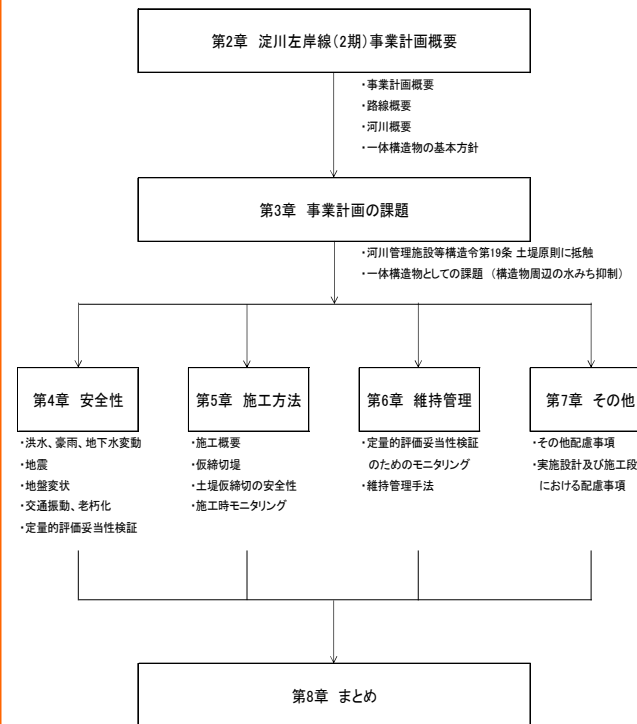 第2章 淀川左岸線(2期)事業計画概要
・事業計画概要
・路線概要
・河川概要
・一体構造物の基本方針
第3章 事業計画の課題
・河川管理施設等構造令第19条 土堤原則に抵触
・一体構造物としての課題 (構造物周辺の水みち抑制)
第4章 安全性
・洪水、豪雨、地下水変動
・地震
・地盤変状
・交通振動、老朽化
・定量的評価妥当性検証
第5章 施工方法
・施工概要
・仮締切堤
・土堤仮締切の安全性
・施工時モニタリング
第6章 維持管理
・定量的評価妥当性検証
のためのモニタリング
・維持管理手法
第7章 その他
・その他配慮事項
・実施設計及び施工段
における配慮事項
第8章 まとめ